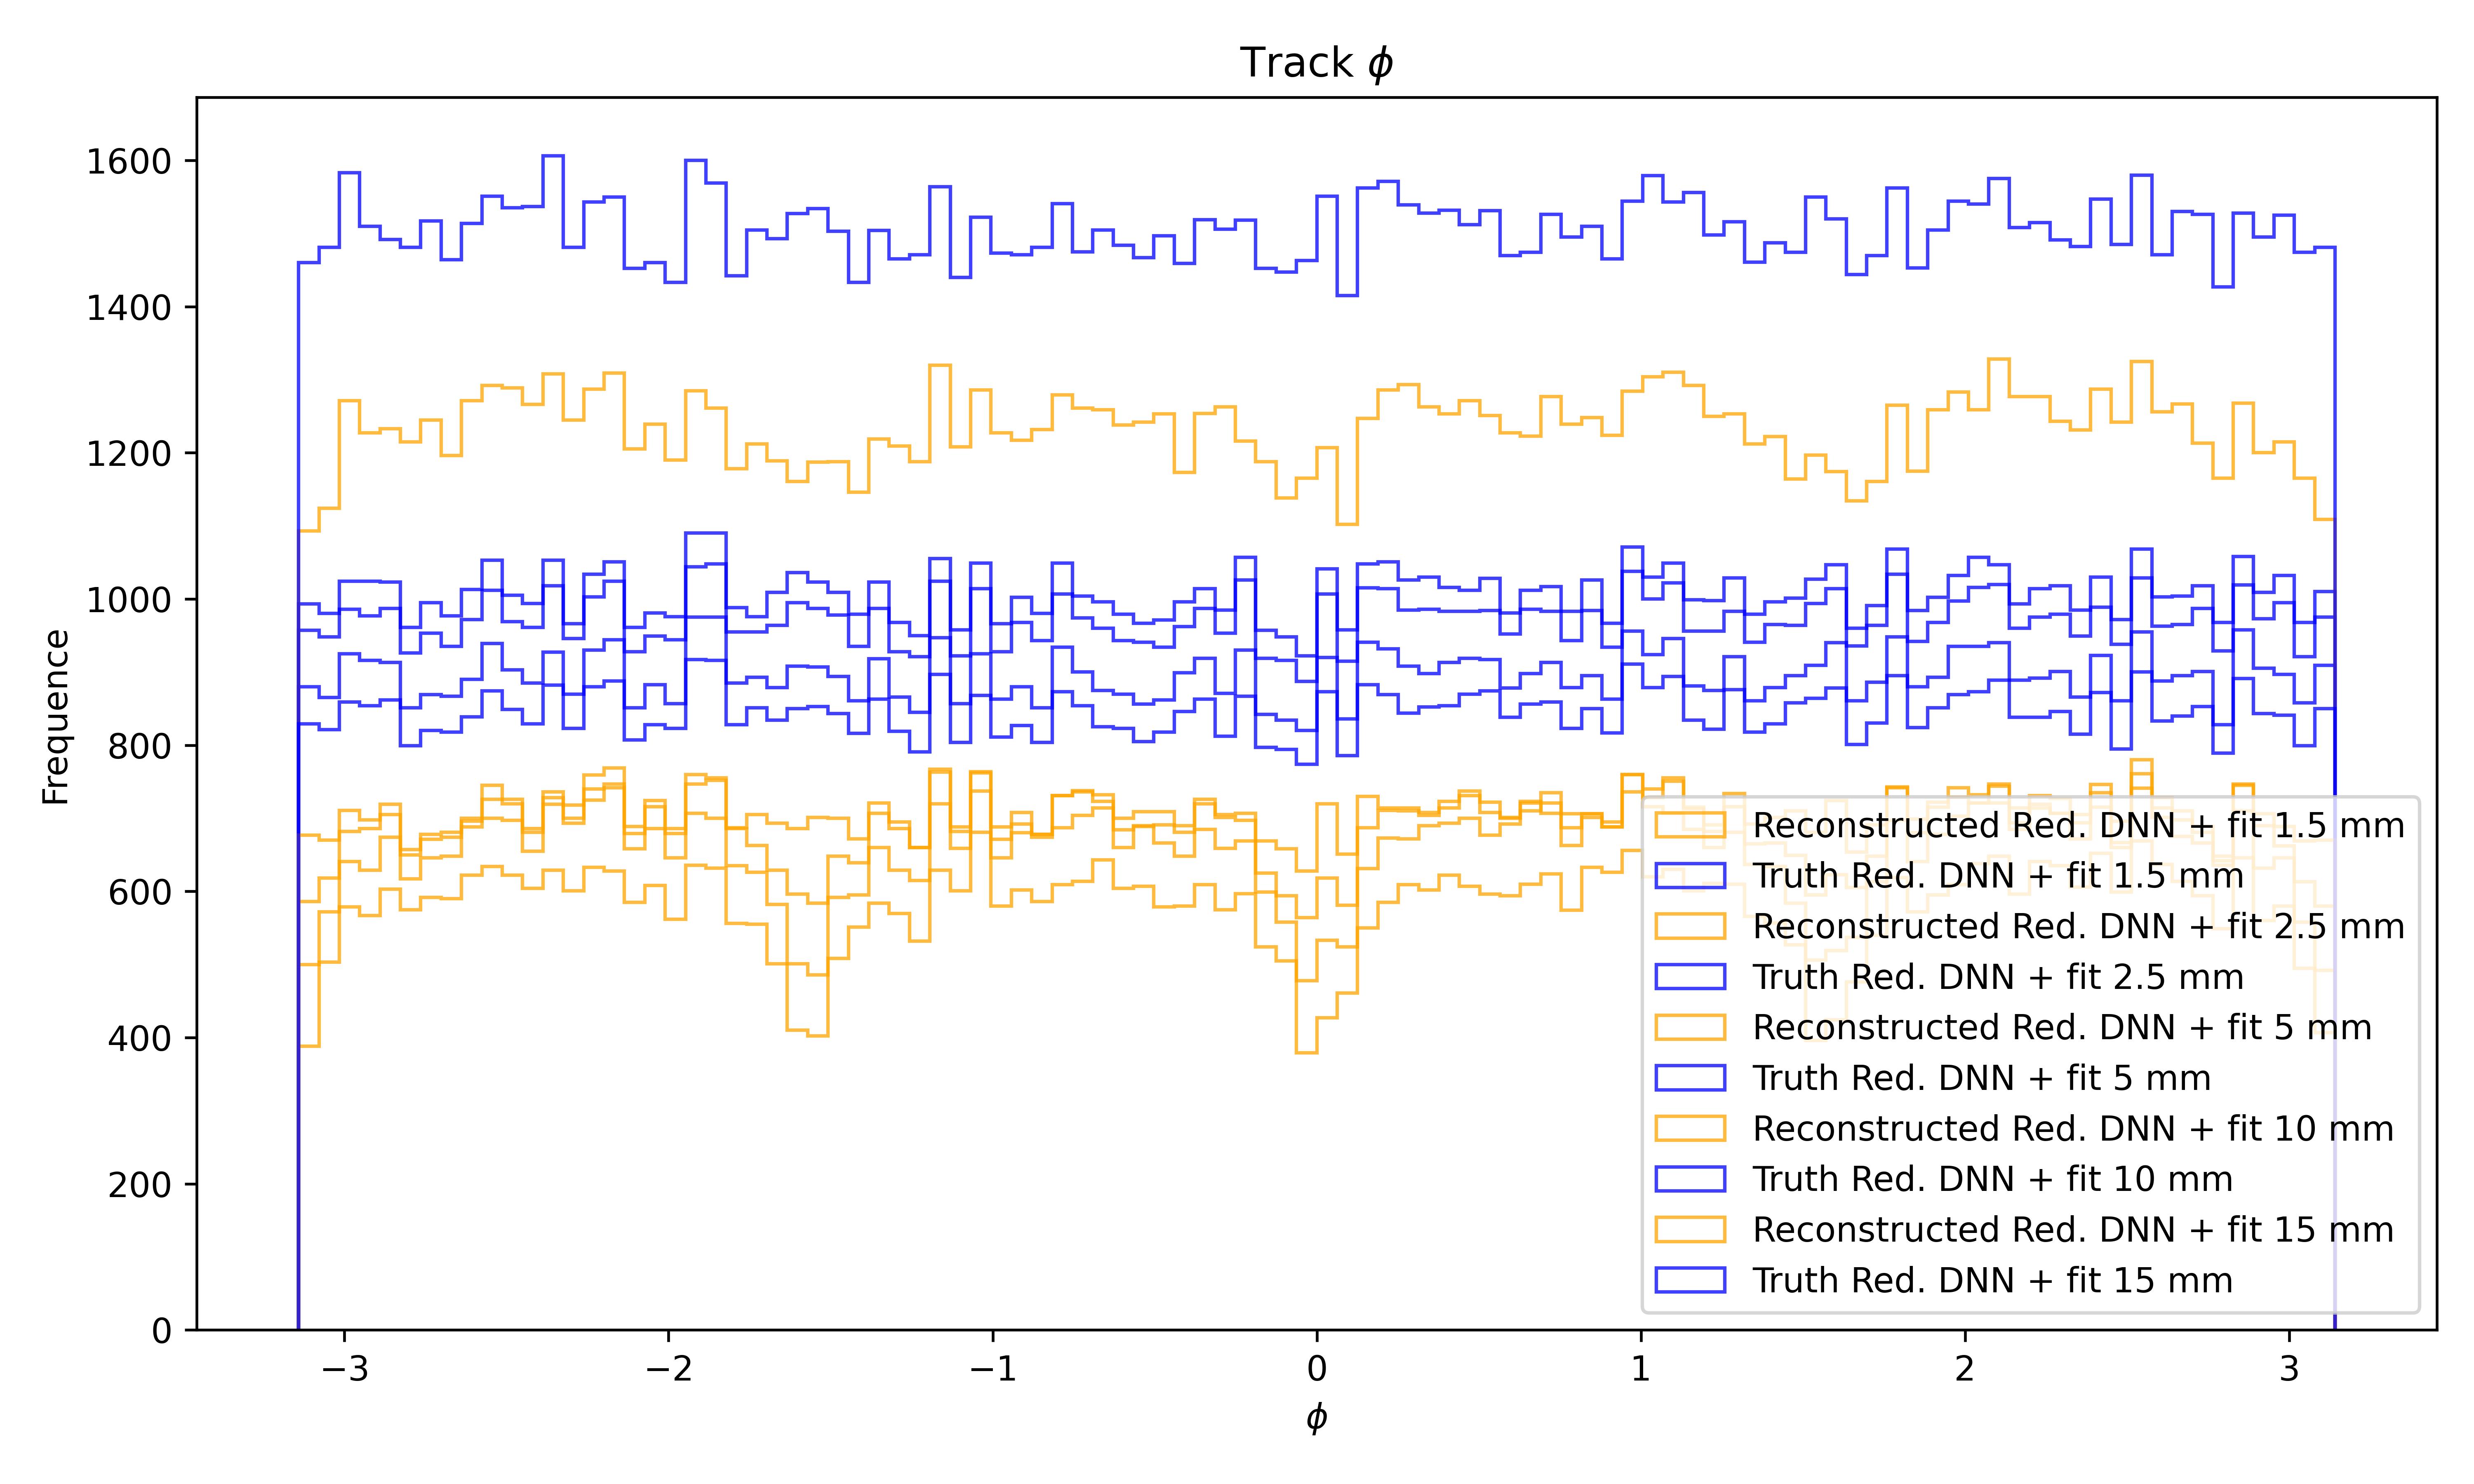 Track ϕ
Frequence
1600
1400
1200
1000
800
600
400
200
0
−3
−2
−1
0
1
2
3
ϕ
Reconstructed Red. DNN + fit 1.5 mm
Truth Red. DNN + fit 1.5 mm
Reconstructed Red. DNN + fit 2.5 mm
Truth Red. DNN + fit 2.5 mm
Reconstructed Red. DNN + fit 5 mm
Truth Red. DNN + fit 5 mm
Reconstructed Red. DNN + fit 10 mm
Truth Red. DNN + fit 10 mm
Reconstructed Red. DNN + fit 15 mm
Truth Red. DNN + fit 15 mm